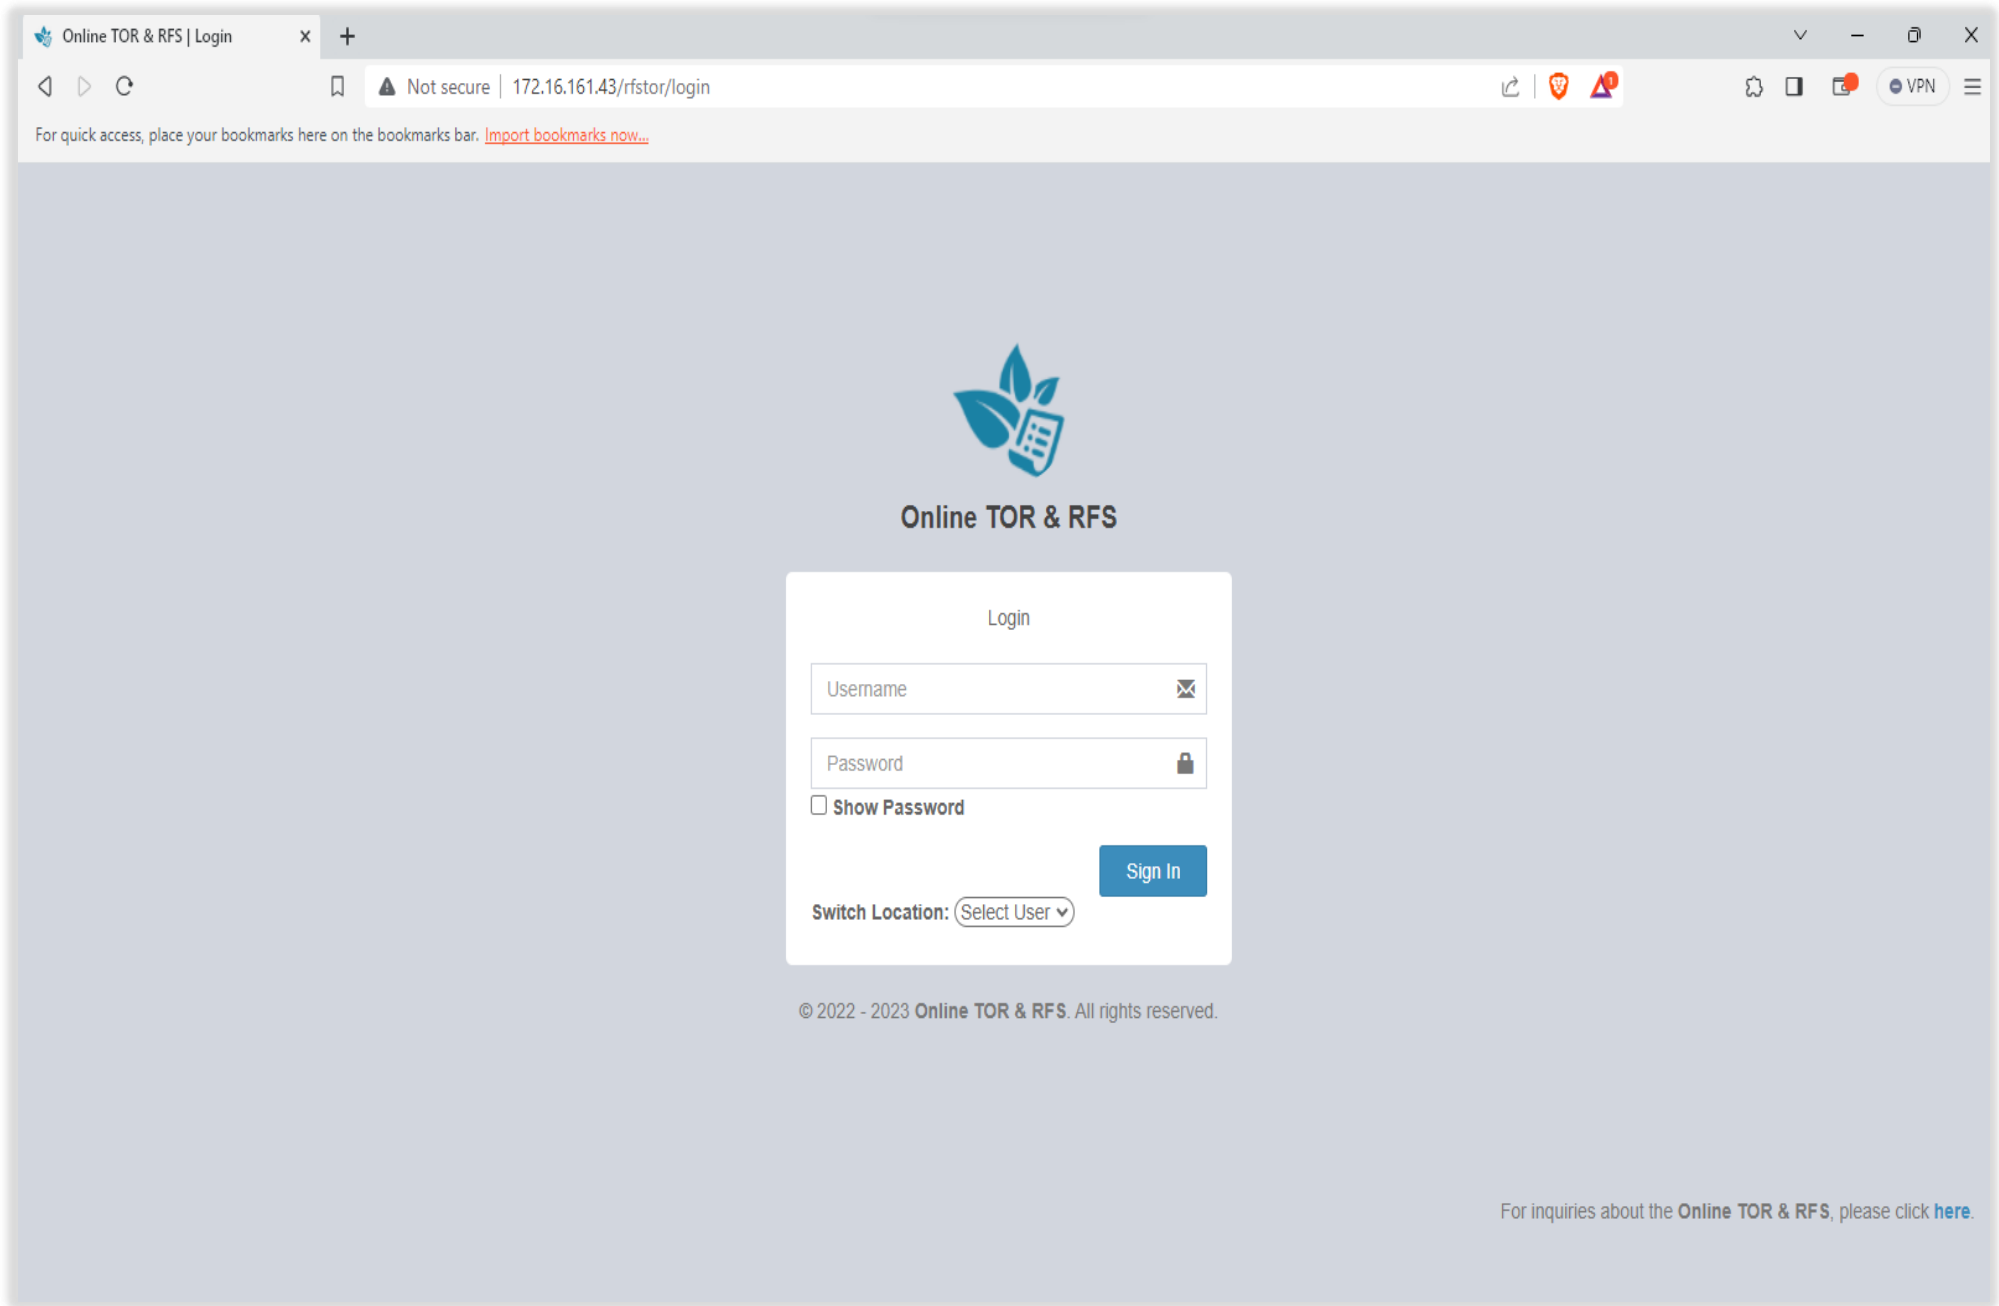 Online TOR & RFS | Login
Not secure 172.16.161.43/rfstor/login
1
VPN
For quick access, place your bookmarks here on the bookmarks bar. Import bookmarks now...
Online TOR & RFS
Login
Username
Password
Show Password
Sign In
Switch Location: Select User
© 2022 - 2023 Online TOR & RFS. All rights reserved.
For inquiries about the Online TOR & RFS, please click here.